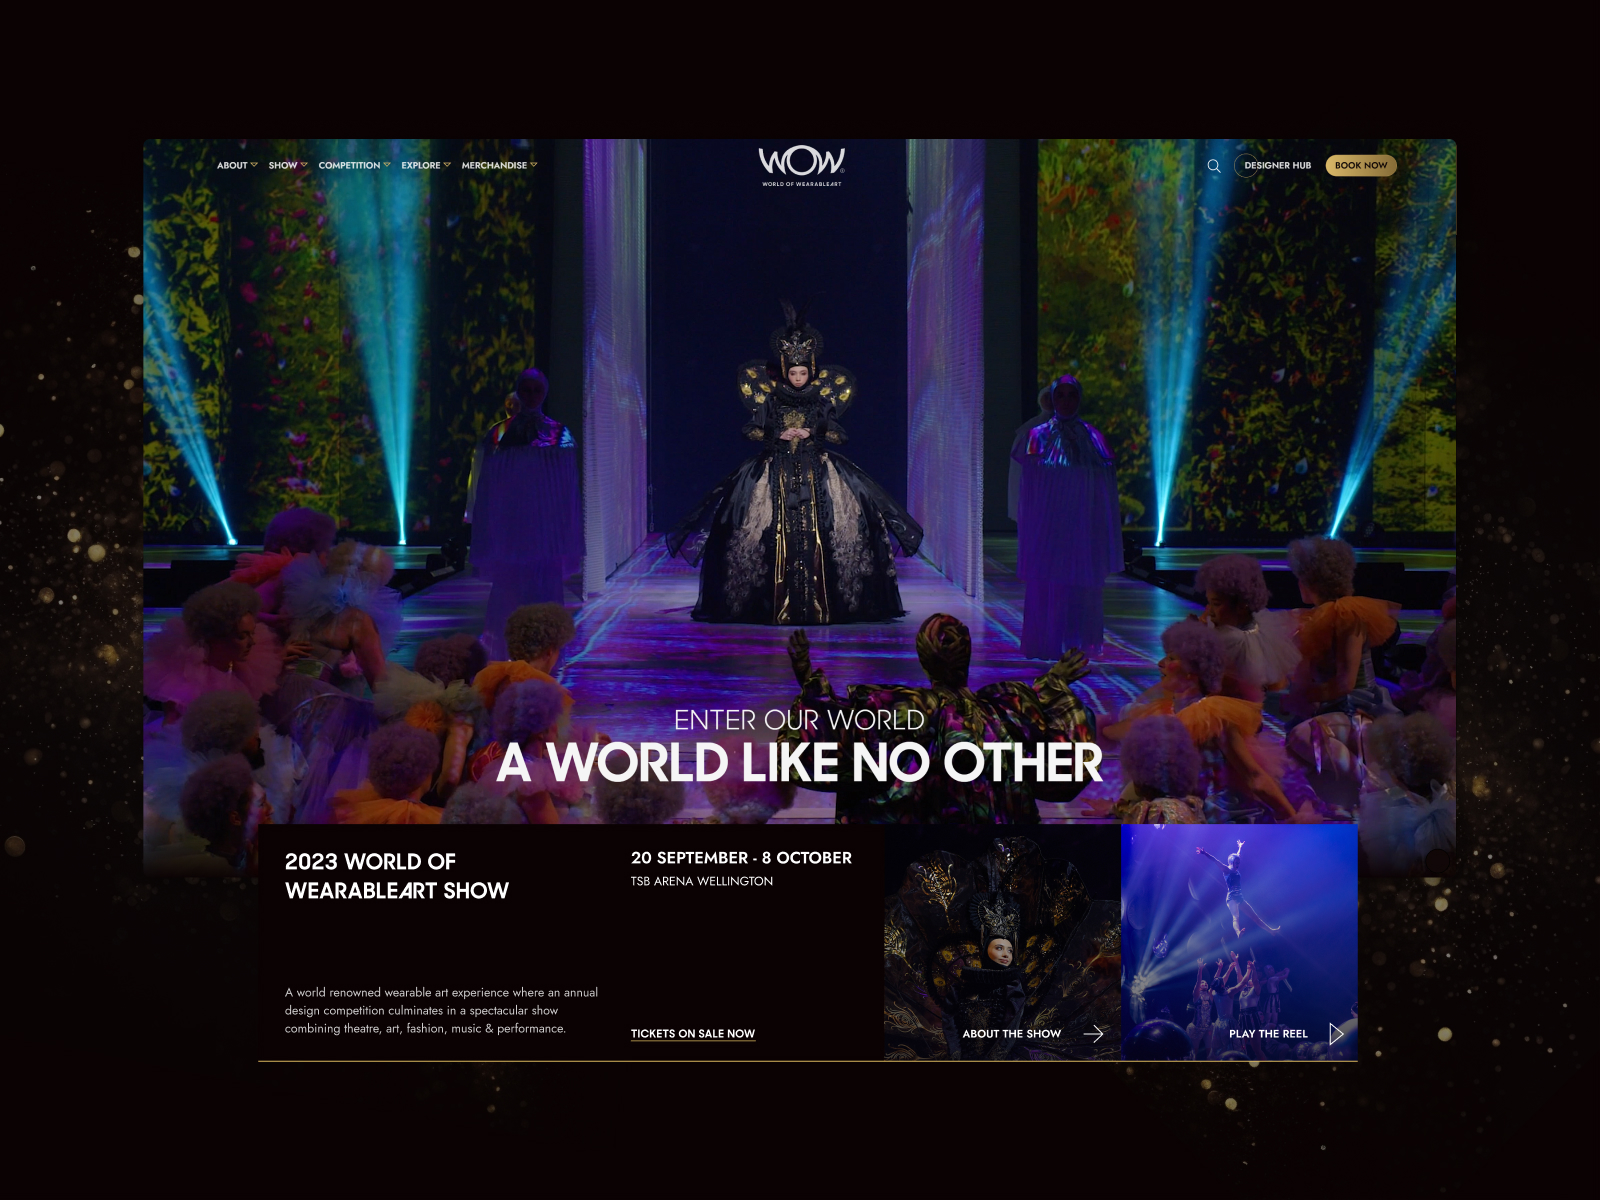 ABOUT
SHOW
COMPETITION
EXPLORE
MERCHANDISE
WOW
®
WORLD OF WEARABLEART
DESIGNER HUB
BOOK NOW
ENTER OUR WORLD
A WORLD LIKE NO OTHER
2023 WORLD OF
WEARABLEART SHOW
A world renowned wearable art experience where an annual
design competition culminates in a spectacular show
combining theatre, art, fashion, music & performance.
20 SEPTEMBER - 8 OCTOBER
TSB ARENA WELLINGTON
TICKETS ON SALE NOW
ABOUT THE SHOW
PLAY THE REEL